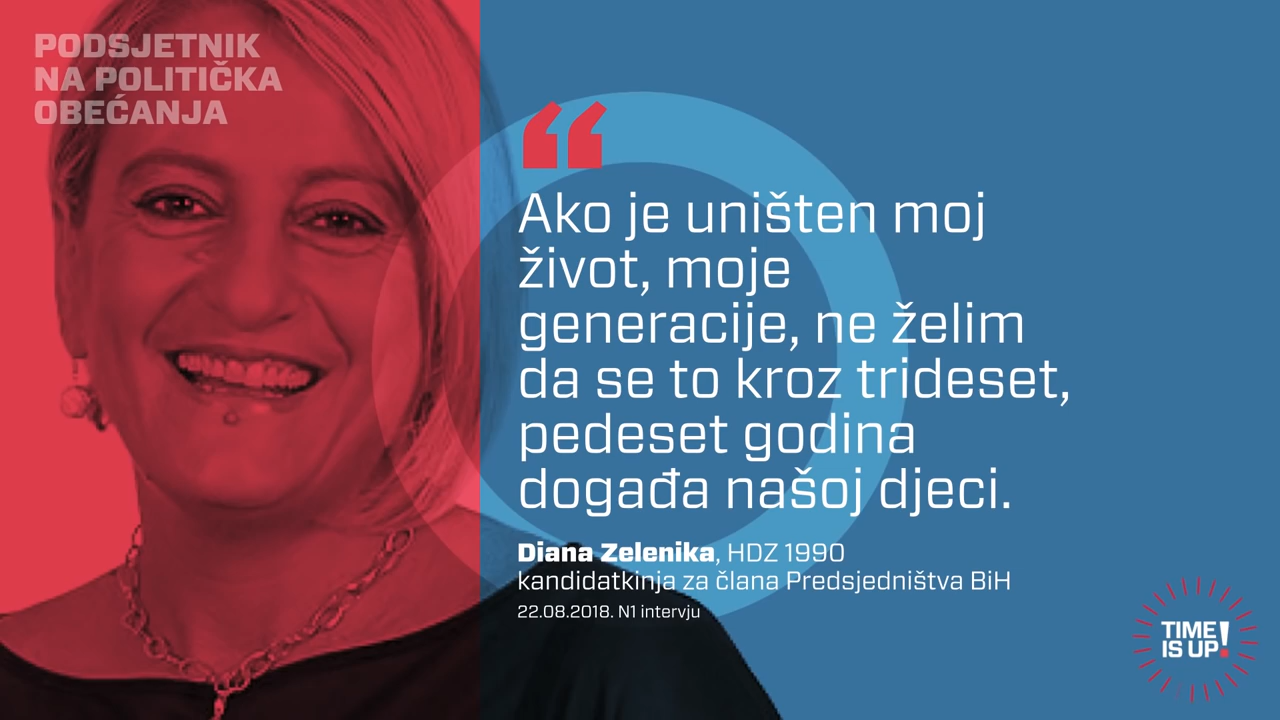 PODSJETNIK
NA POLITIČKA
OBEĆANJA
“
Ako je uništen moj
život, moje
generacije, ne želim
da se to kroz trideset,
pedeset godina
događa našoj djeci.
Diana Zelenika, HDZ 1990
kandidatkinja za člana Predsjedništva BiH
22.08.2018. N1 intervju
TIME
IS UP!